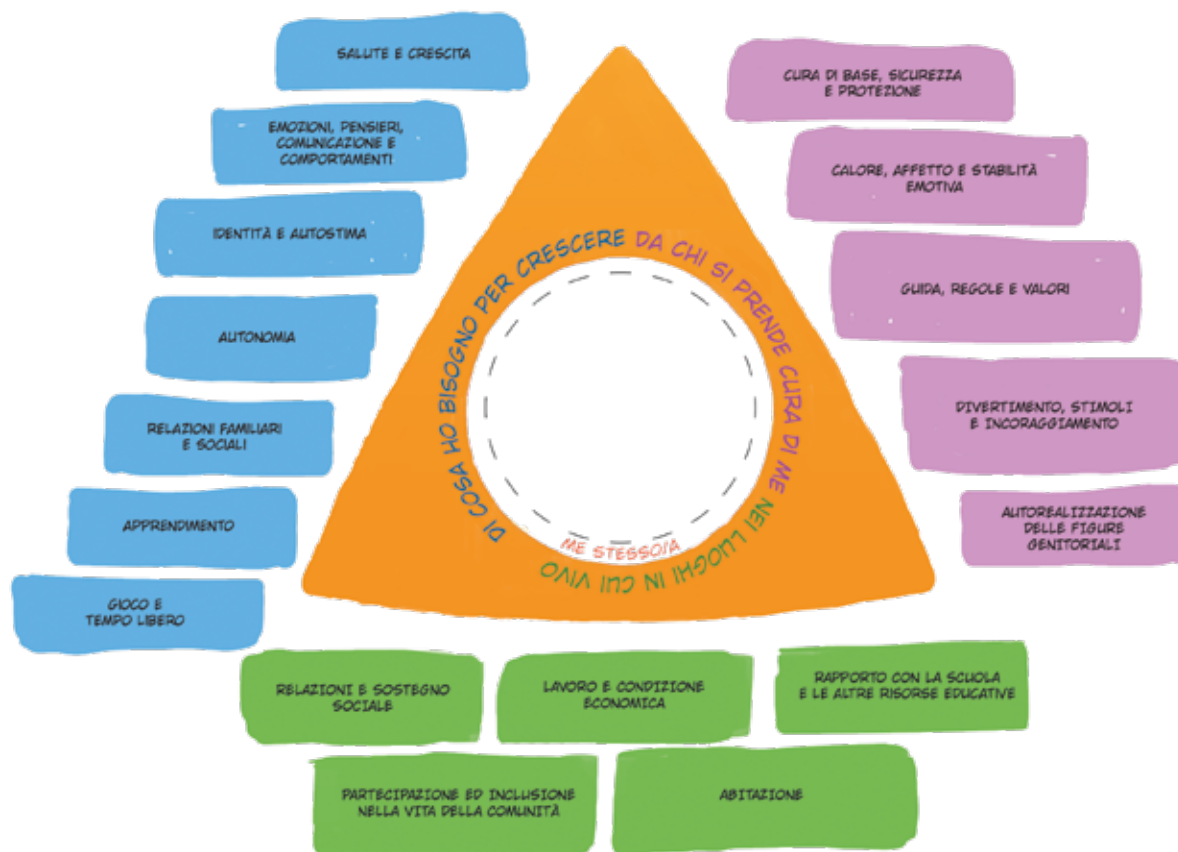 SALUTE E CRESCITA
EMOZIONI, PENSIERI,
COMUNICAZIONE E
COMPORTAMENTI
IDENTITÀ E AUTOSTIMA
AUTONOMIA
RELAZIONI FAMILIARI
E SOCIALI
APPRENDIMENTO
GIOCO E
TEMPO LIBERO
DI COSA HO BISOGNO PER CRESCERE
DA CHI SI PRENDE CURA DI ME
NEI LUOGHI IN CUI VIVO
ME STESSO/A
CURA DI BASE, SICUREZZA
E PROTEZIONE
CALORE, AFFETTO E STABILITÀ
EMOTIVA
GUIDA, REGOLE E VALORI
DIVERTIMENTO, STIMOLI
E INCORAGGIAMENTO
AUTOREALIZZAZIONE
DELLE FIGURE
GENITORIALI
RELAZIONI E SOSTEGNO
SOCIALE
LAVORO E CONDIZIONE
ECONOMICA
RAPPORTO CON LA SCUOLA
E LE ALTRE RISORSE EDUCATIVE
PARTECIPAZIONE ED INCLUSIONE
NELLA VITA DELLA COMUNITÀ
ABITAZIONE